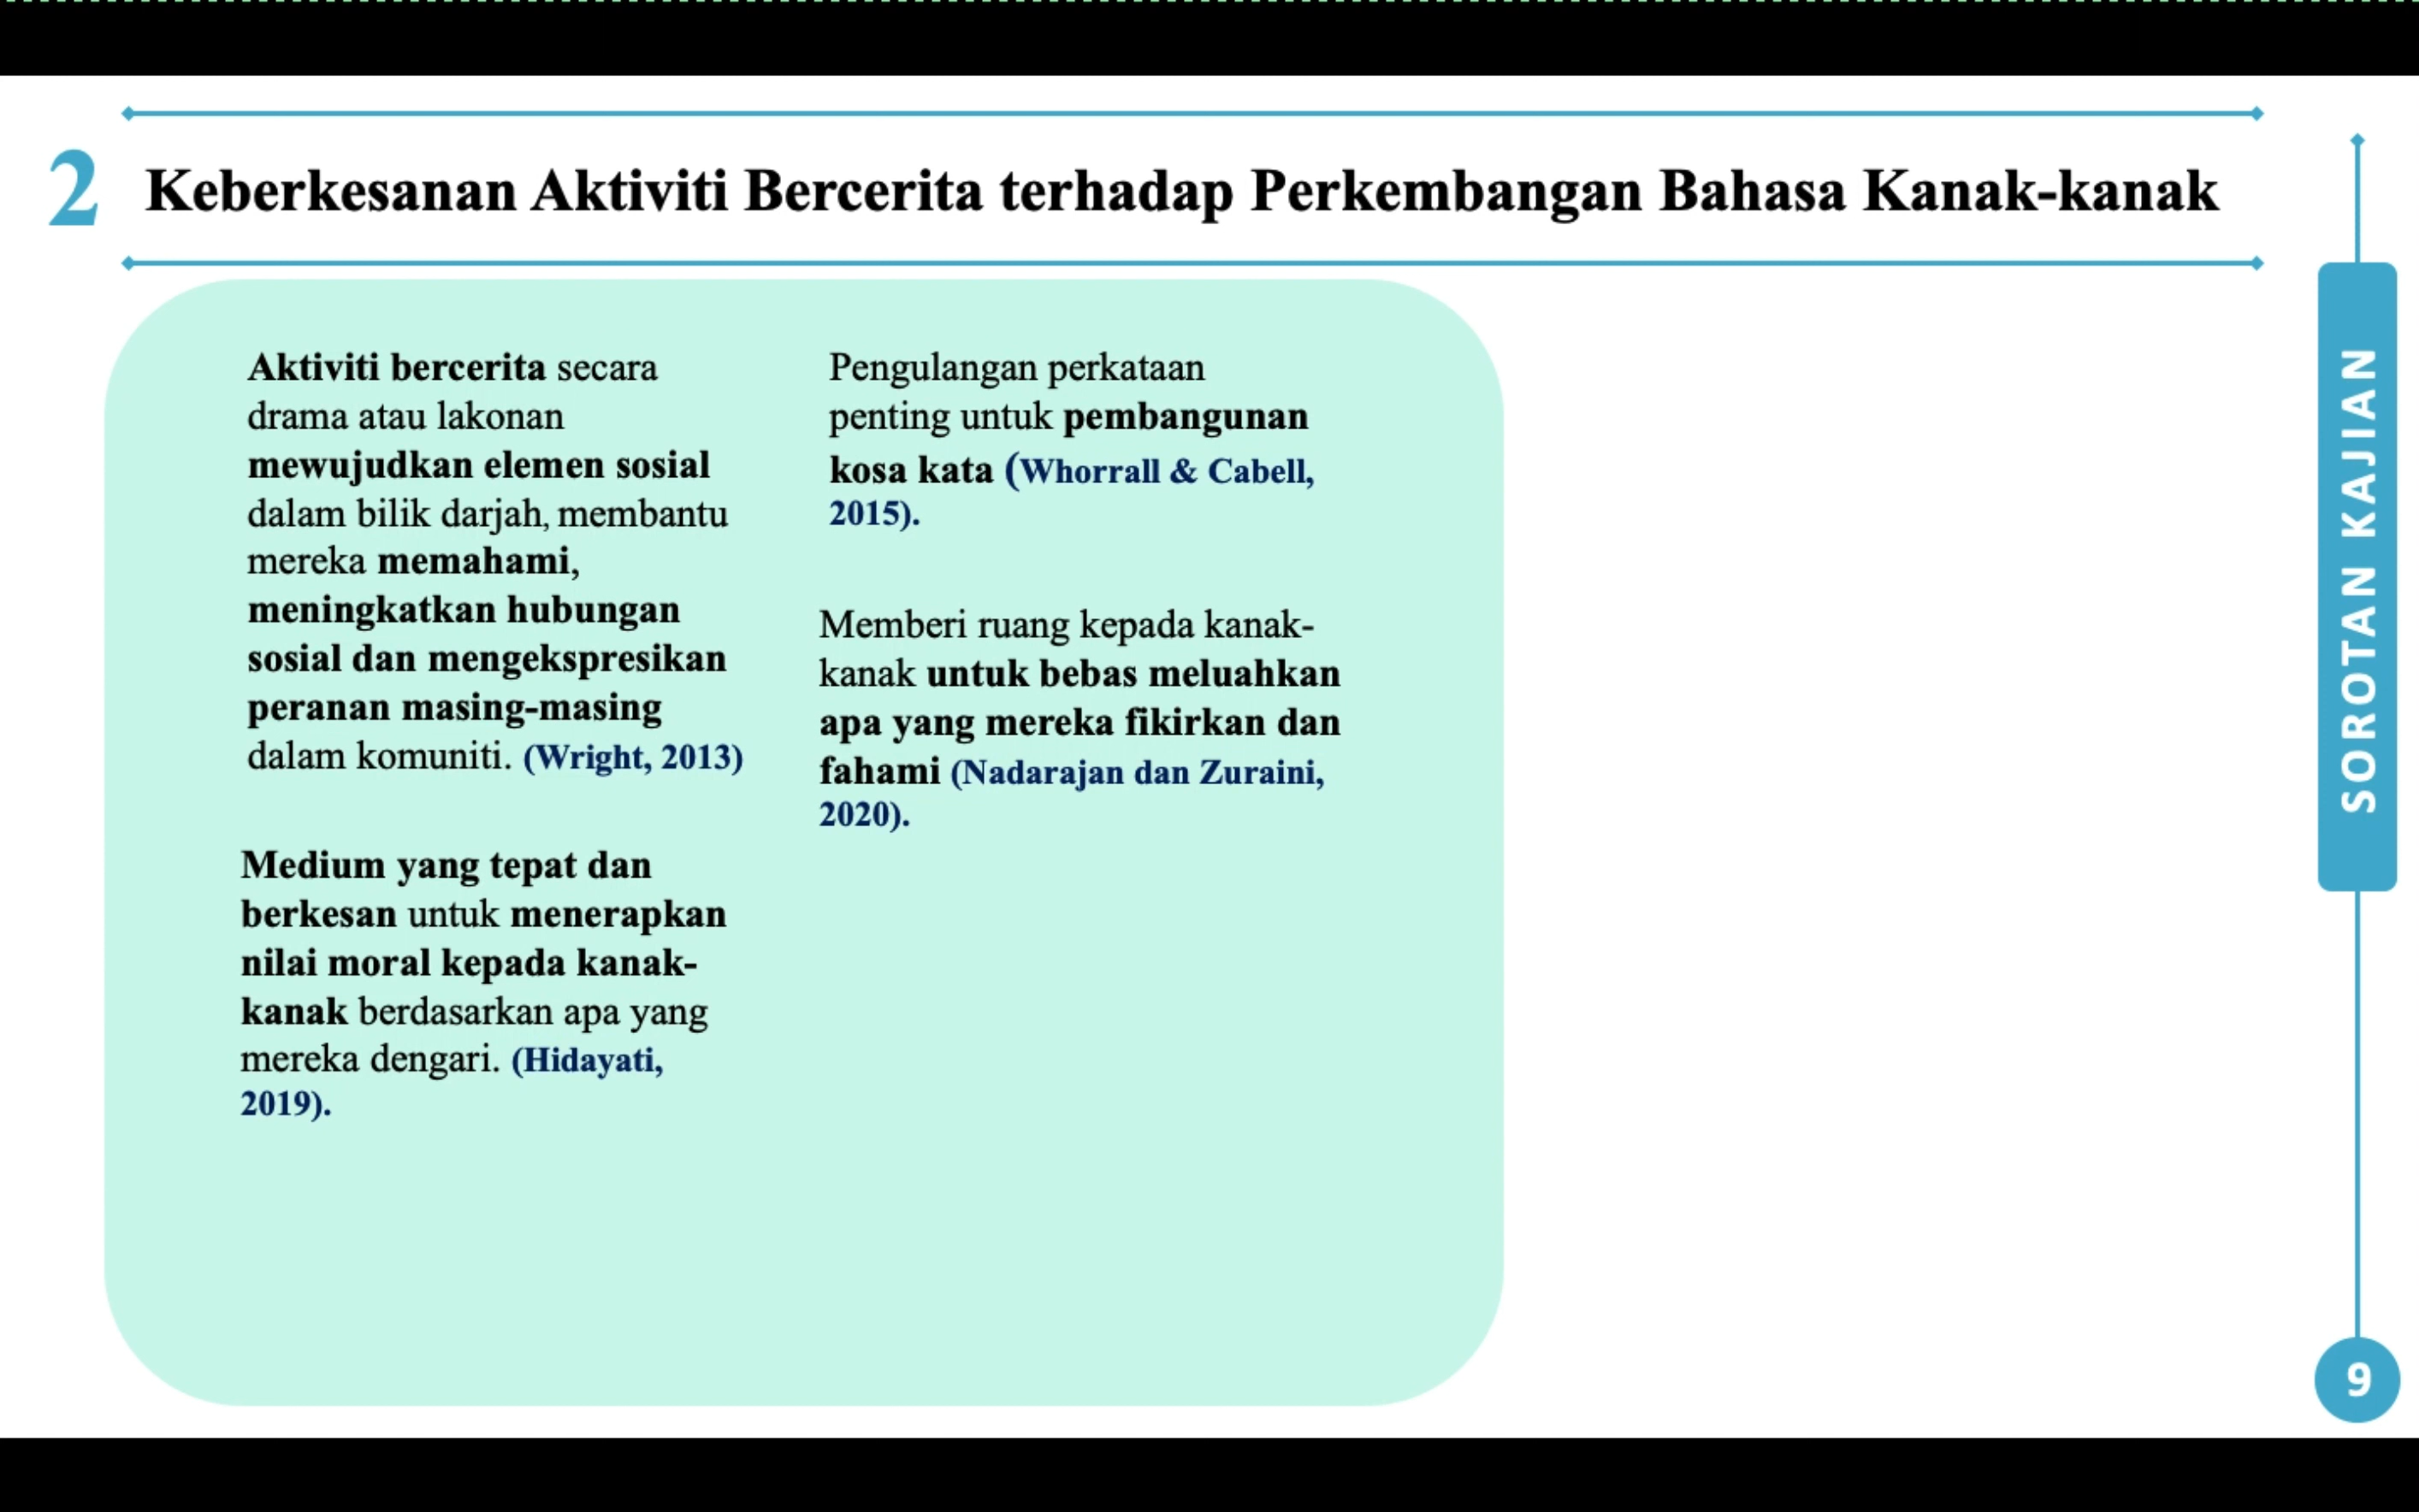 2
Keberkesanan Aktiviti Bercerita terhadap Perkembangan Bahasa Kanak-kanak
Aktiviti bercerita secara
drama atau lakonan
mewujudkan elemen sosial
dalam bilik darjah, membantu
mereka memahami,
meningkatkan hubungan
sosial dan mengekspresikan
peranan masing-masing
dalam komuniti. (Wright, 2013)
Medium yang tepat dan
berkesan untuk menerapkan
nilai moral kepada kanak-
kanak berdasarkan apa yang
mereka dengari. (Hidayati,
2019).
Pengulangan perkataan
penting untuk pembangunan
kosa kata (Whorrall & Cabell,
2015).
Memberi ruang kepada kanak-
kanak untuk bebas meluahkan
apa yang mereka fikirkan dan
fahami (Nadarajan dan Zuraini,
2020).
SOROTAN KAJIAN
9